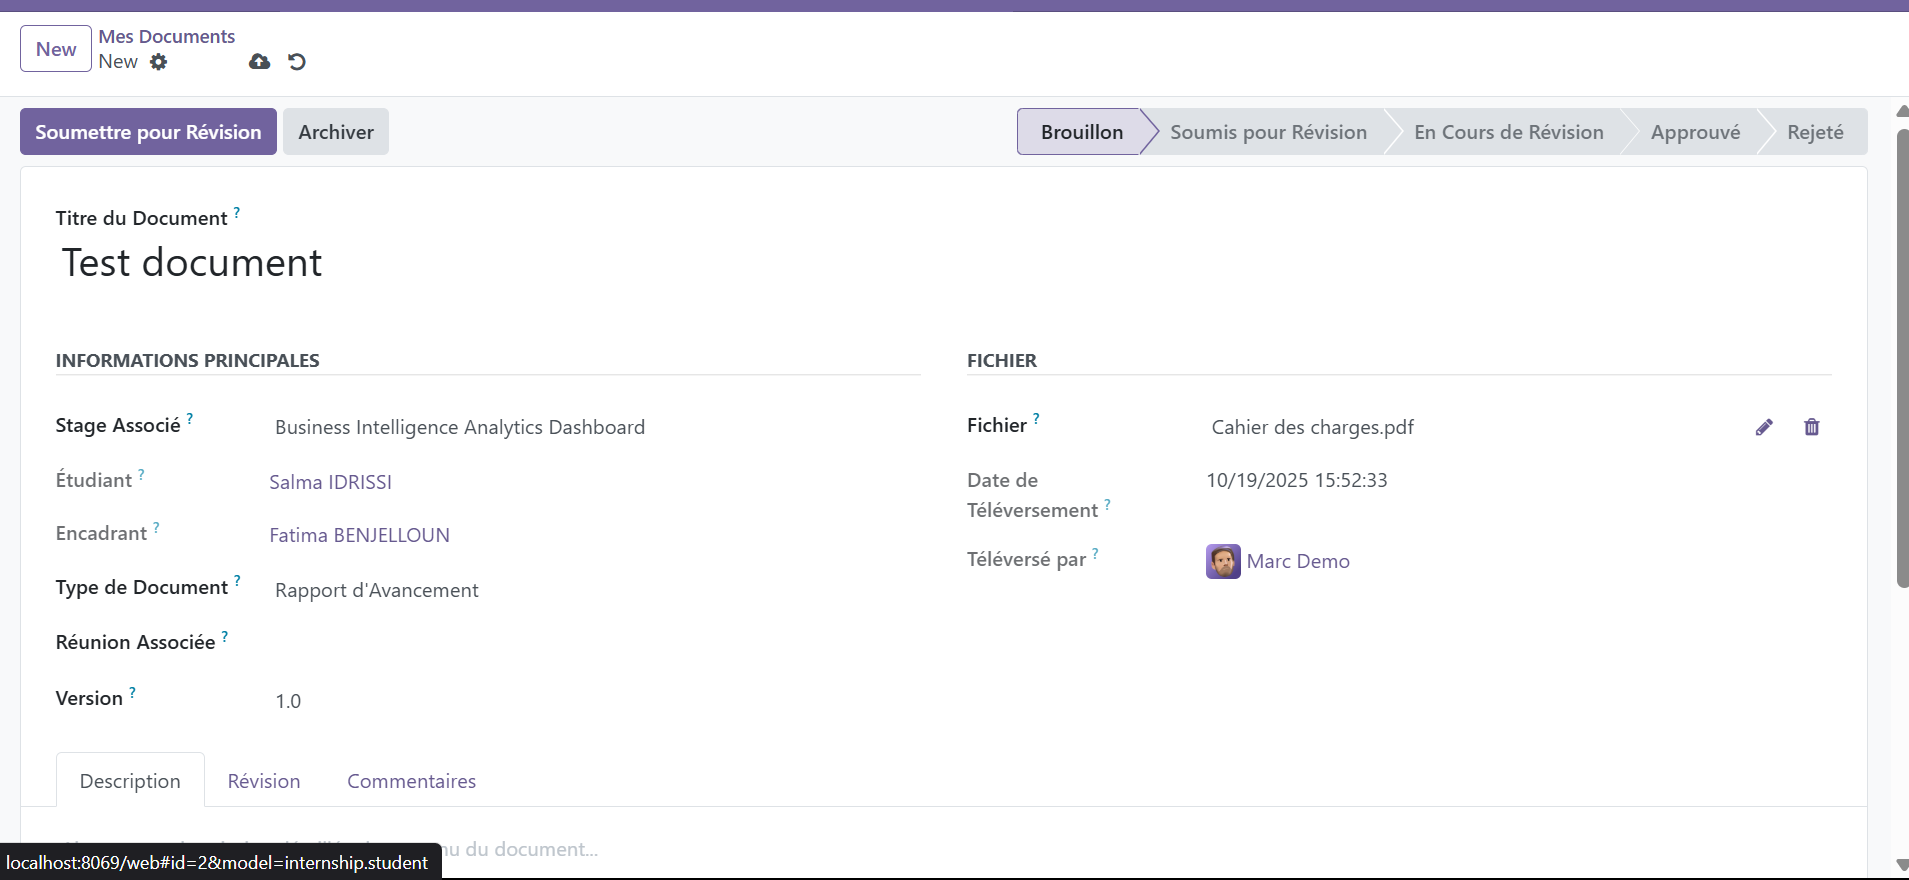 New
Mes Documents
New
Soumettre pour Révision
Archiver
Brouillon
Soumis pour Révision
En Cours de Révision
Approuvé
Rejeté
Titre du Document ?
Test document
INFORMATIONS PRINCIPALES
Stage Associé ?
Business Intelligence Analytics Dashboard
Étudiant ?
Salma IDRISSI
Encadrant ?
Fatima BENJELLOUN
Type de Document ?
Rapport d'Avancement
Réunion Associée ?
Version ?
1.0
FICHIER
Fichier ?
Cahier des charges.pdf
Date de
Téléversement ?
10/19/2025 15:52:33
Téléversé par ?
Marc Demo
Description
Révision
Commentaires
du document...
localhost:8069/web#id=2&model=internship.student